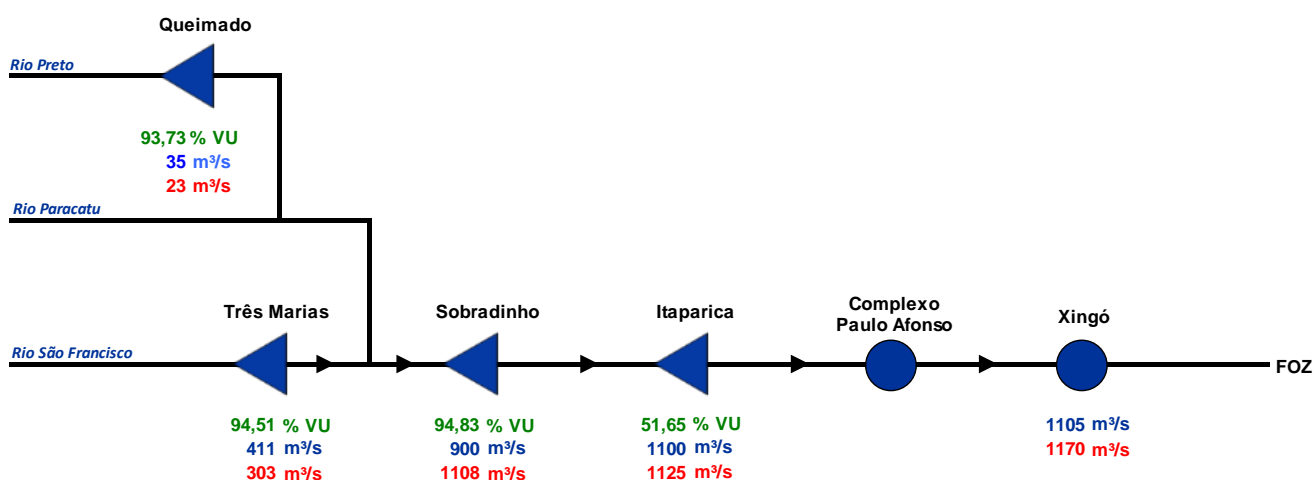 Queimado
Rio Preto
93,73 % VU
35 m³/s
23 m³/s
Rio Paracatu
Três Marias
Sobradinho
Itaparica
Complexo
Paulo Afonso
Xingó
Rio São Francisco
FOZ
94,51 % VU
411 m³/s
303 m³/s
94,83 % VU
900 m³/s
1108 m³/s
51,65 % VU
1100 m³/s
1125 m³/s
1105 m³/s
1170 m³/s